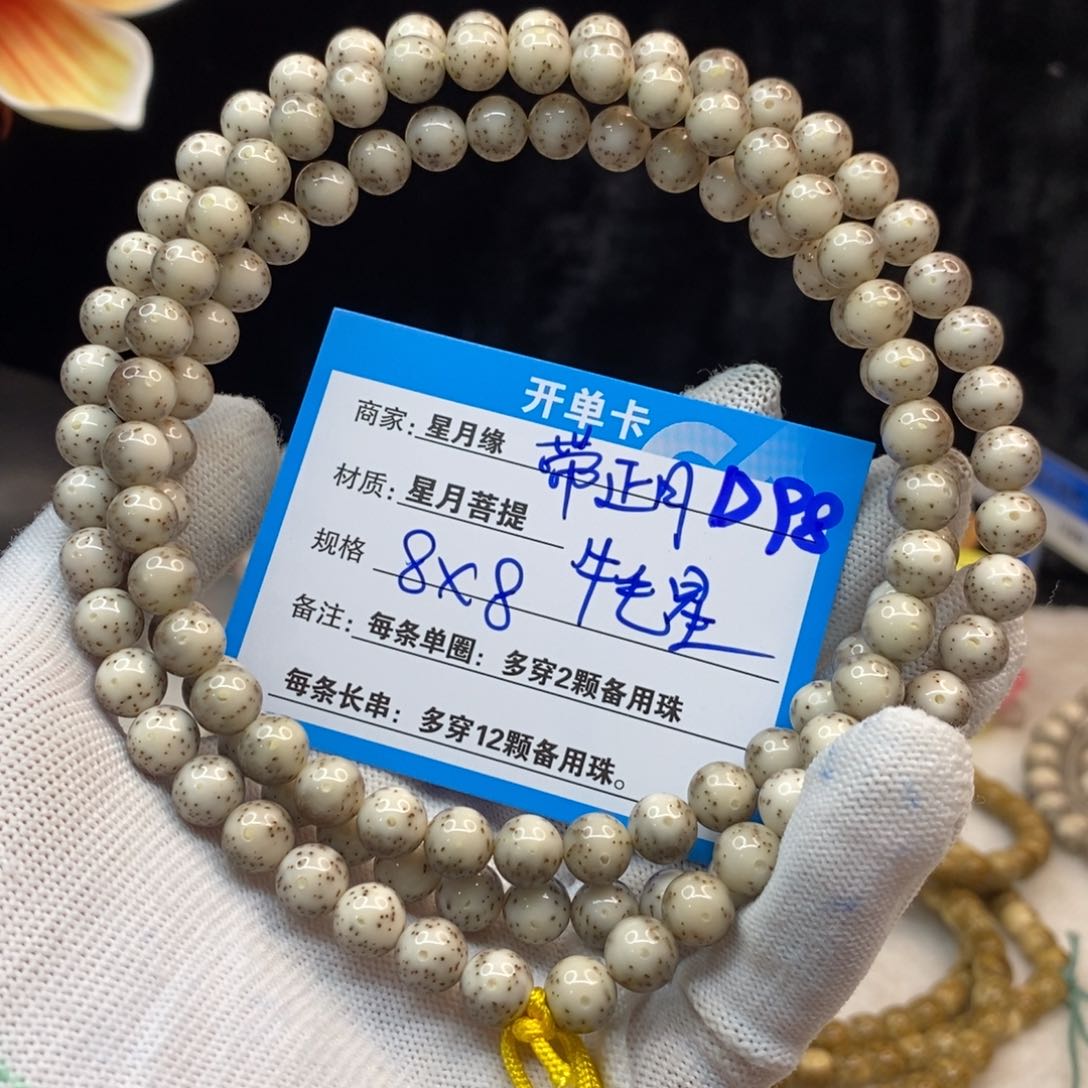 开单卡
商家：星月缘 带正月 DP8
材质：星月菩提
规格 8x8 牛毛星
备注：每条单圈：多穿2颗备用珠
每条长串：多穿12颗备用珠。